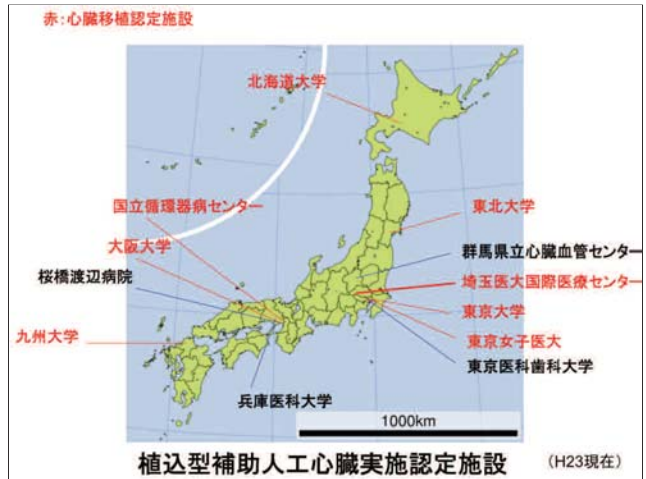 赤:心臓移植認定施設
北海道大学
国立循環器病センター
東北大学
大阪大学
群馬県立心臓血管センター
桜橋渡辺病院
埼玉医大国際医療センター
東京大学
九州大学
東京女子医大
東京医科歯科大学
兵庫医科大学
1000km
植込型補助人工心臓実施認定施設
(H23現在)